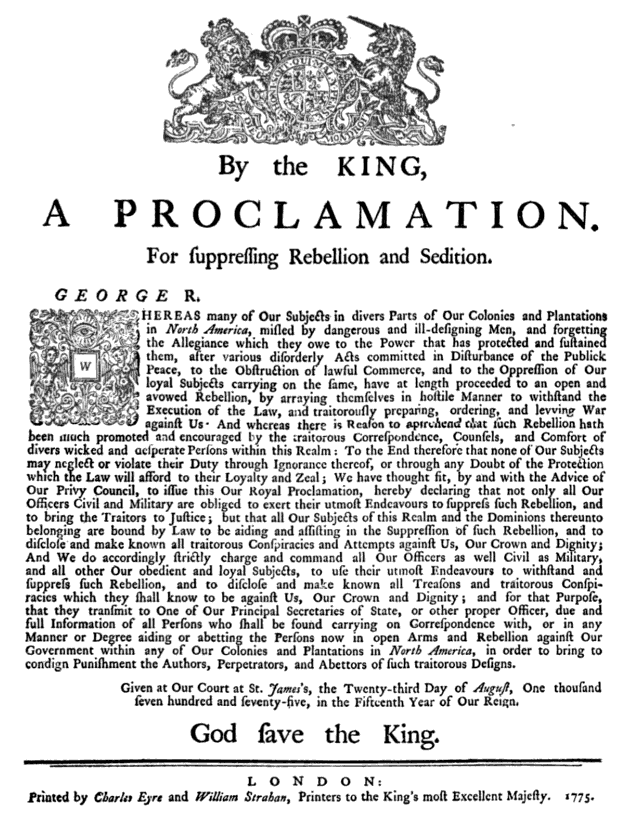 By the KING,
A PROCLAMATION.
For ſuppreſſing Rebellion and Sedition.
GEORGE R.
WHEREAS many of Our Subjects in divers Parts of Our Colonies and Plantations
in North America, miſled by dangerous and ill-deſigning Men, and forgetting
the Allegiance which they owe to the Power that has protected and ſuſtained
them, after various diſorderly Acts committed in Diſturbance of the Publick
Peace, to the Obſtruction of lawful Commerce, and to the Oppreſſion of Our
loyal Subjects carrying on the ſame, have at length proceeded to an open and
avowed Rebellion, by arraying themſelves in hoſtile Manner to withſtand the
Execution of the Law, and traitorouſly preparing, ordering, and levying War
againſt Us. And whereas there is Reaſon to apprehend that ſuch Rebellion hath
been much promoted and encouraged by the traitorous Correſpondence, Counſels, and Comfort of
divers wicked and deſperate Perſons within this Realm: To the End therefore that none of Our Subjects
may neglect or violate their Duty through Ignorance thereof, or through any Doubt of the Protection
which the Law will afford to their Loyalty and Zeal; We have thought fit, by and with the Advice of
Our Privy Council, to iſſue this Our Royal Proclamation, hereby declaring that not only all Our
Officers Civil and Military are obliged to exert their utmoſt Endeavours to ſuppreſs ſuch Rebellion, and
to bring the Traitors to Juſtice; but that all Our Subjects of this Realm and the Dominions thereunto
belonging are bound by Law to be aiding and aſſiſting in the Suppreſſion of ſuch Rebellion, and to
diſcloſe and make known all traitorous Conſpiracies and Attempts againſt Us, Our Crown and Dignity;
And We do accordingly ſtrictly charge and command all Our Officers as well Civil as Military,
and all other Our obedient and loyal Subjects, to uſe their utmoſt Endeavours to withſtand and
ſuppreſs ſuch Rebellion, and to diſcloſe and make known all Treaſons and traitorous Conſpi-
racies which they ſhall know to be againſt Us, Our Crown and Dignity; and for that Purpoſe,
that they tranſmit to One of Our Principal Secretaries of State, or other proper Officer, due and
full Information of all Perſons who ſhall be found carrying on Correſpondence with, or in any
Manner or Degree aiding or abetting the Perſons now in open Arms and Rebellion againſt Our
Government within any of Our Colonies and Plantations in North America, in order to bring to
condign Puniſhment the Authors, Perpetrators, and Abettors of ſuch traitorous Deſigns.
Given at Our Court at St. James's, the Twenty-third Day of Auguſt, One thouſand
ſeven hundred and ſeventy-five, in the Fifteenth Year of Our Reign.
God ſave the King.
LONDON:
Printed by Charles Eyre and William Strahan, Printers to the King's moſt Excellent Majeſty. 1775.